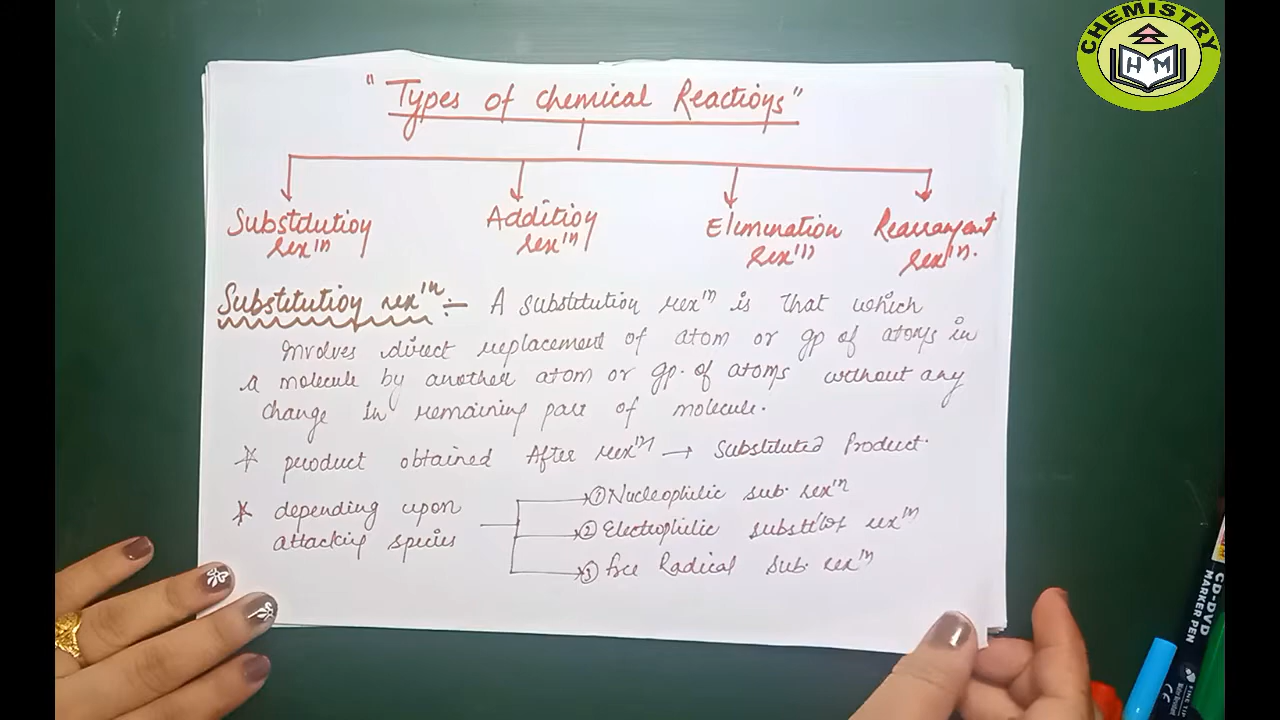 CHEMISTRY
H M
"Types of Chemical Reactions"
Substitution rex'n
Addition rex'n
Elimination rex'n
Rearrangent rex'n.
Substitution rex'n :- A substitution rex'n is that which
involves direct replacement of atom or gp of atoms in
a molecule by another atom or gp. of atoms without any
change in remaining part of molecule.
* product obtained After rex'n → Substituted Product.
* depending upon
attacking species
① Nucleophilic sub. rex'n
② Electrophilic rex'n
③ free Radical sub. rex'n
CD-DVD
MARKER PEN